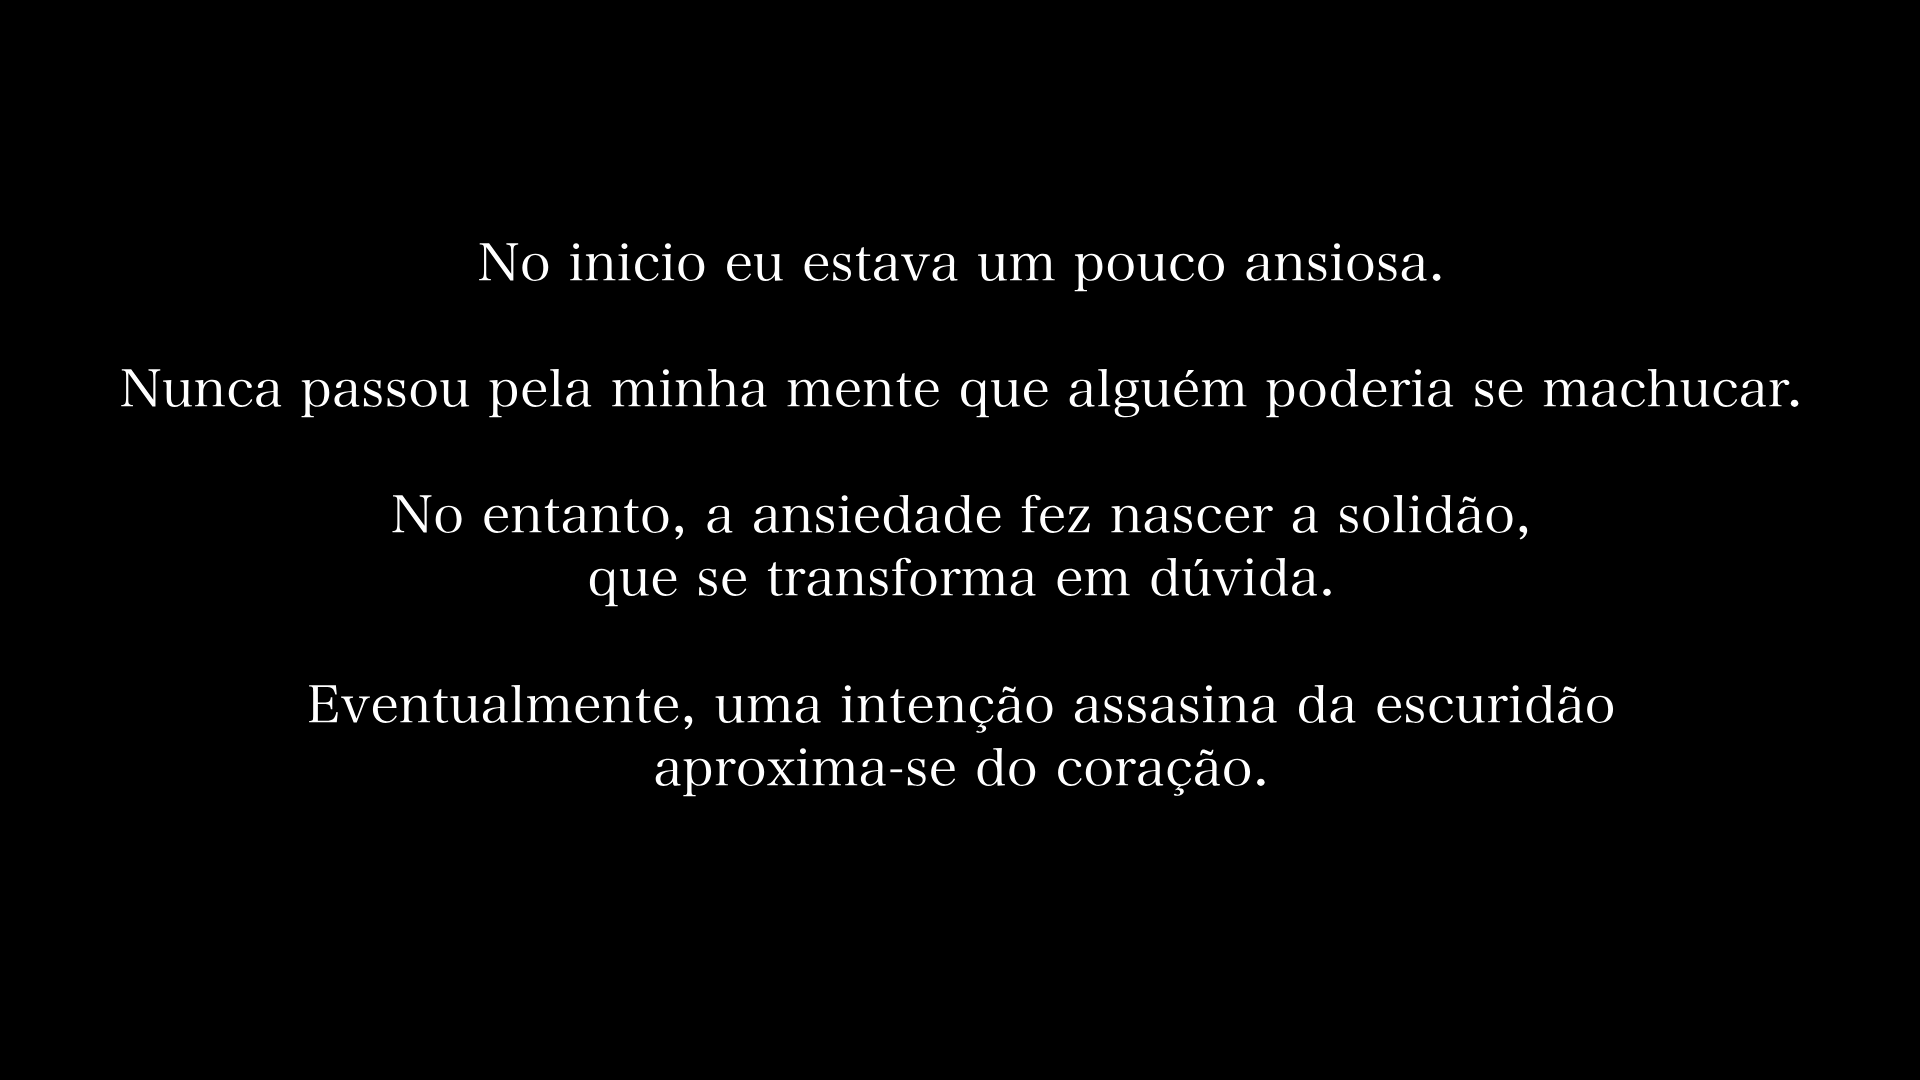 No inicio eu estava um pouco ansiosa.
Nunca passou pela minha mente que alguém poderia se machucar.
No entanto, a ansiedade fez nascer a solidão,
que se transforma em dúvida.
Eventualmente, uma intenção assasina da escuridão
aproxima-se do coração.